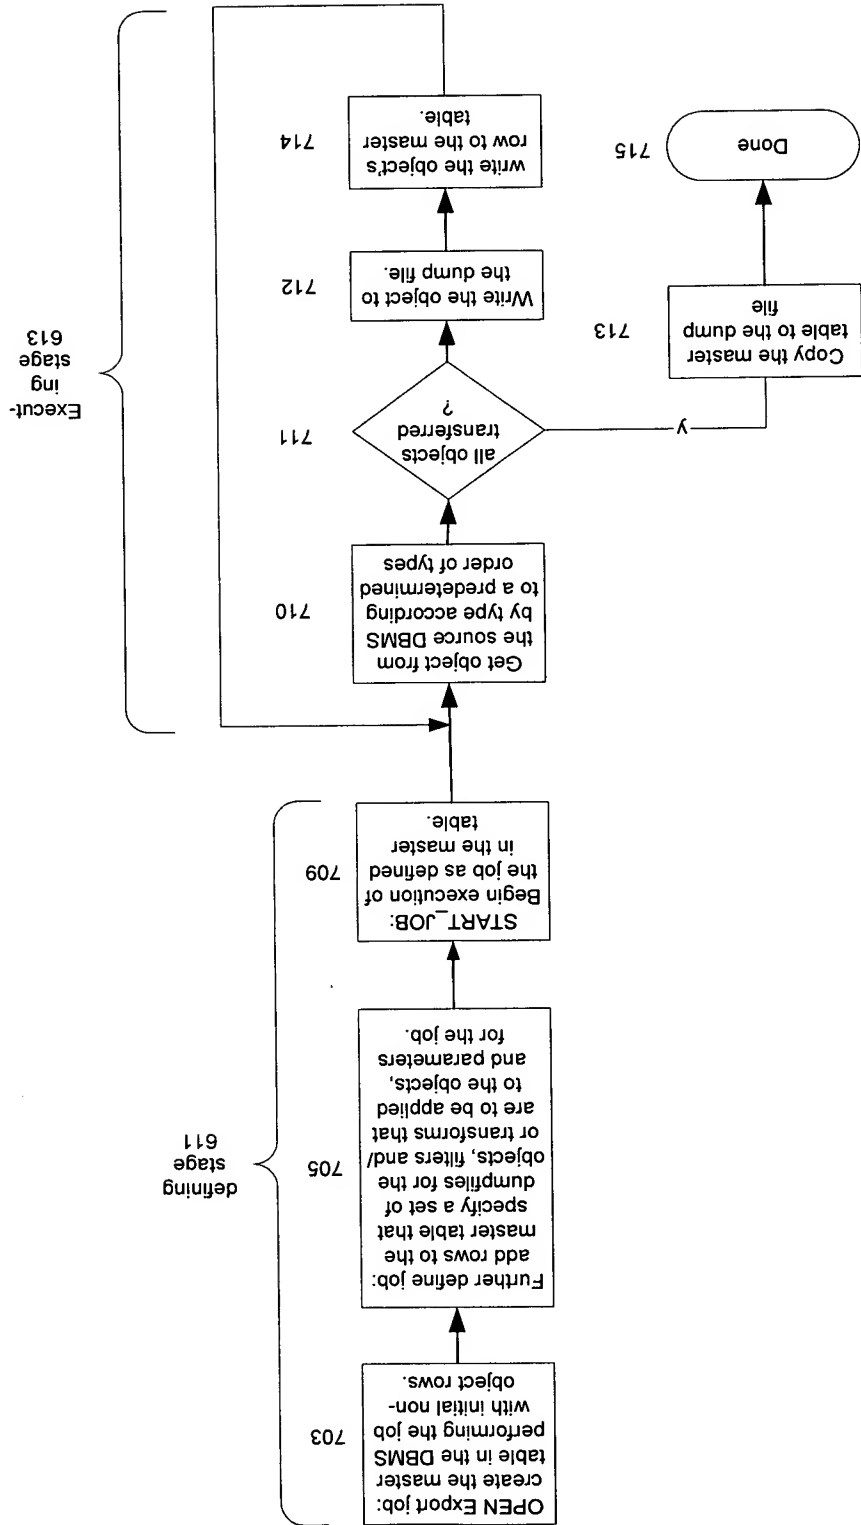 OPEN Export job:
create the master
table in the DBMS
performing the job
with initial non-
object rows.
703
Further define job:
add rows to the
master table that
specify a set of
dumpfiles for the
objects, filters and/
or transforms that
are to be applied
to the objects,
and parameters
for the job.
705
defining
stage
611
START_JOB:
Begin execution of
the job as defined
in the master
table.
709
Get object from
the source DBMS
by type according
to a predetermined
order of types
710
all objects
transferred
?
711
y
Execut-
ing
stage
613
Copy the master
table to the dump
file
713
Write the object to
the dump file.
712
write the object's
row to the master
table.
714
Done
715